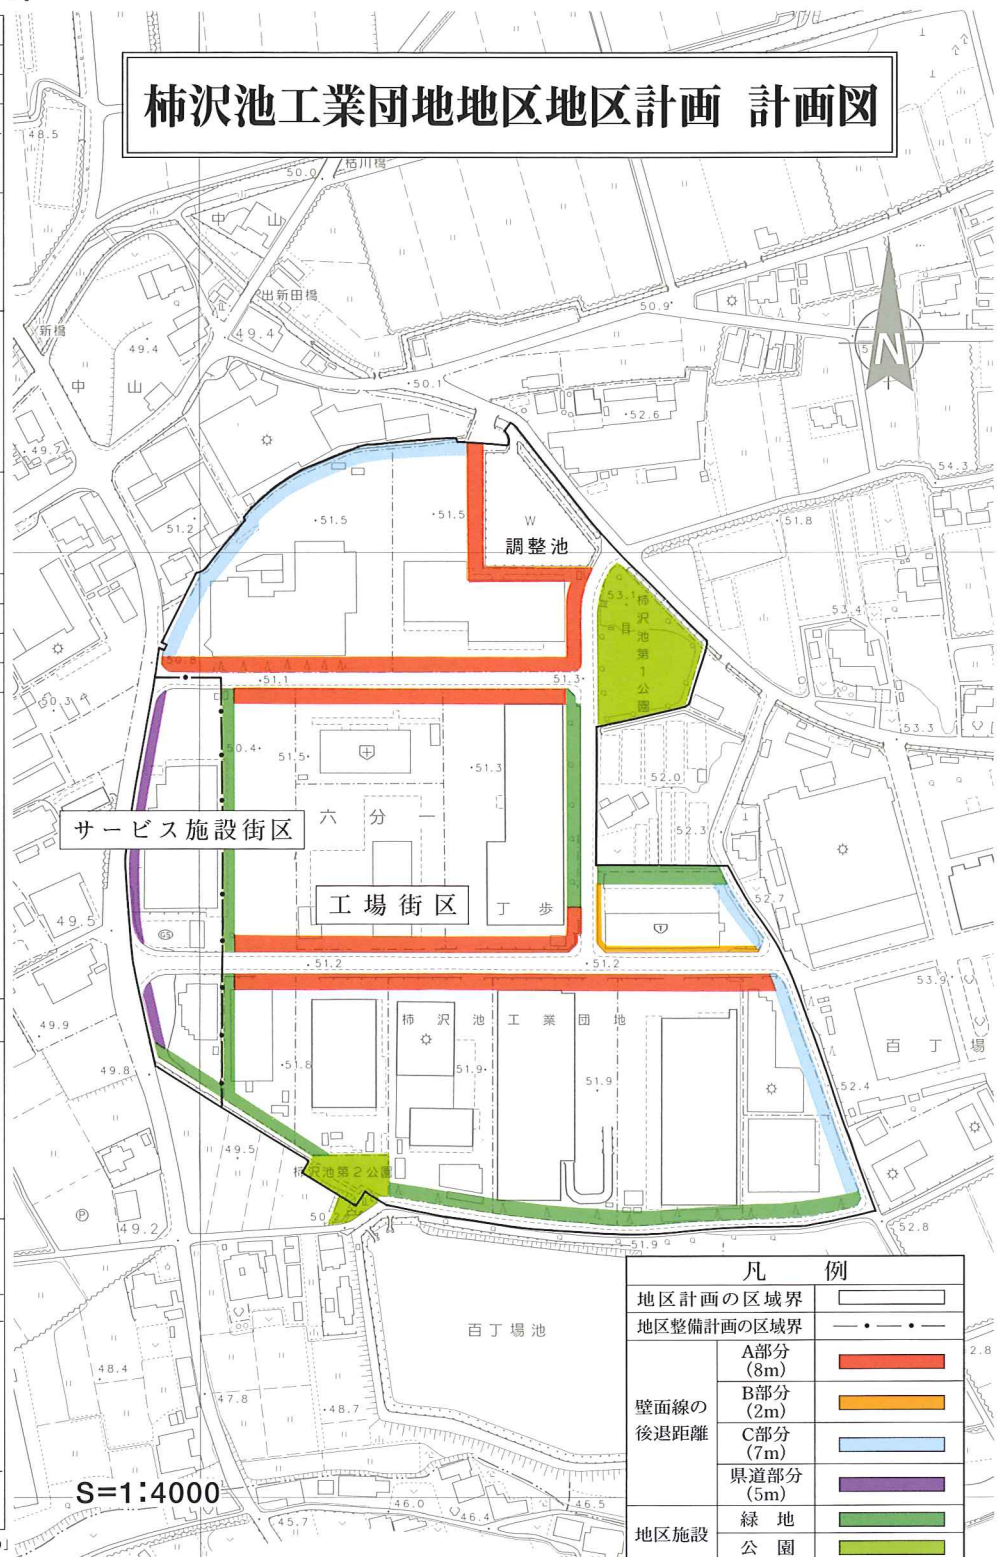 柿沢池工業団地地区地区計画 計画図
48.5
50.0
枯川橋
中 山
出新田橋
50.9
新橋
49.4
49.4
N
中 山
50.1
52.6
49.7
54.3
51.2
51.5
51.5
W
51.8
調整池
53.1
柿沢池第1公園
53.4
50.8
51.1
51.3
50.3
53.3
50.4
51.5
51.3
52.0
サービス施設街区
六 分 一
52.3
工場街区
丁 歩
52.7
49.5
GS
51.2
51.2
53.9
49.9
柿 沢 池 工 業 団 地
百 丁 場
49.8
51.8
51.9
51.9
52.4
49.5
柿沢池第2公園
P
49.2
50.
52.8
51.9
凡 例
地区計画の区域界
地区整備計画の区域界
百丁場池
壁面線の後退距離
A部分
(8m)
B部分
(2m)
C部分
(7m)
県道部分
(5m)
地区施設
緑 地
公 園
2.8
48.4
47.8
48.7
S=1:4000
46.0
46.5
46.4
45.7